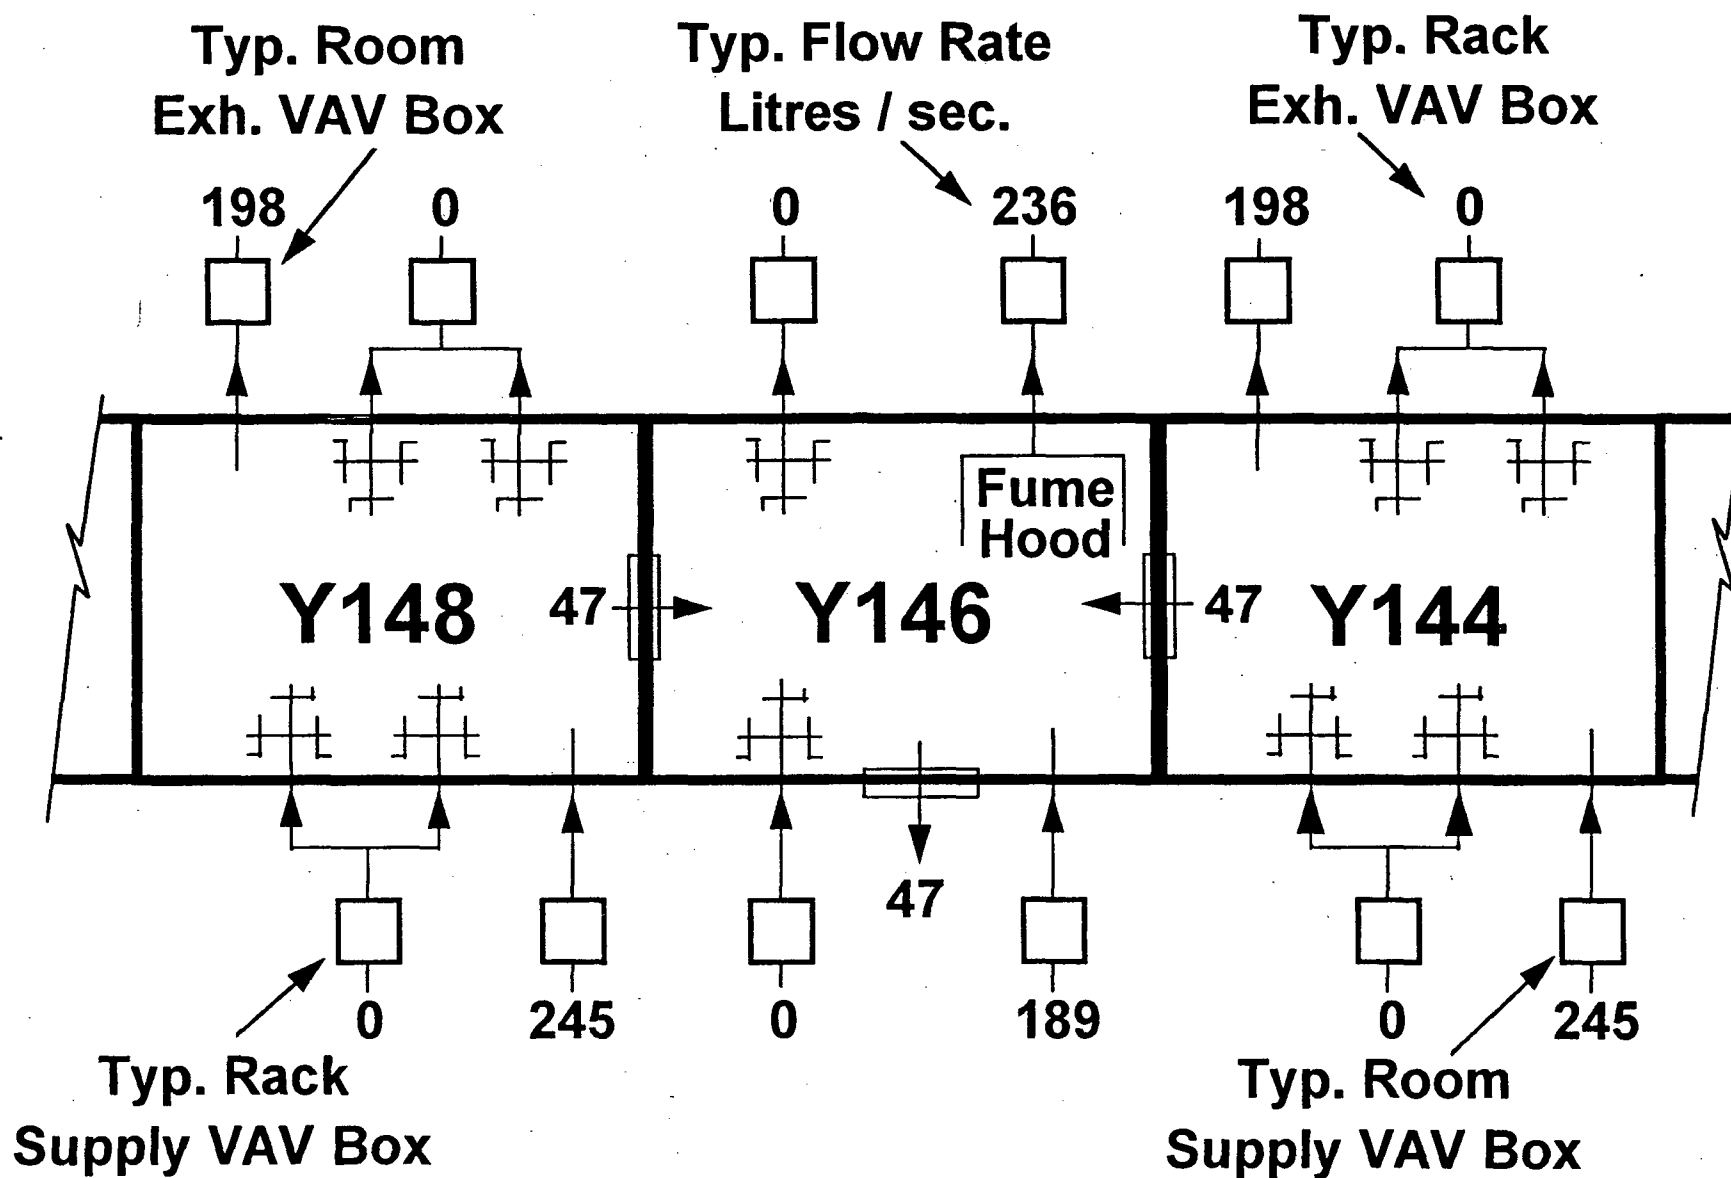 Typ. Room
Exh. VAV Box
Typ. Flow Rate
Litres / sec.
Typ. Rack
Exh. VAV Box
198 0 0 236 198 0
Fume
Hood
47 47
Y148 Y146 Y144
47
0 245 0 189 0 245
Typ. Rack
Supply VAV Box
Typ. Room
Supply VAV Box